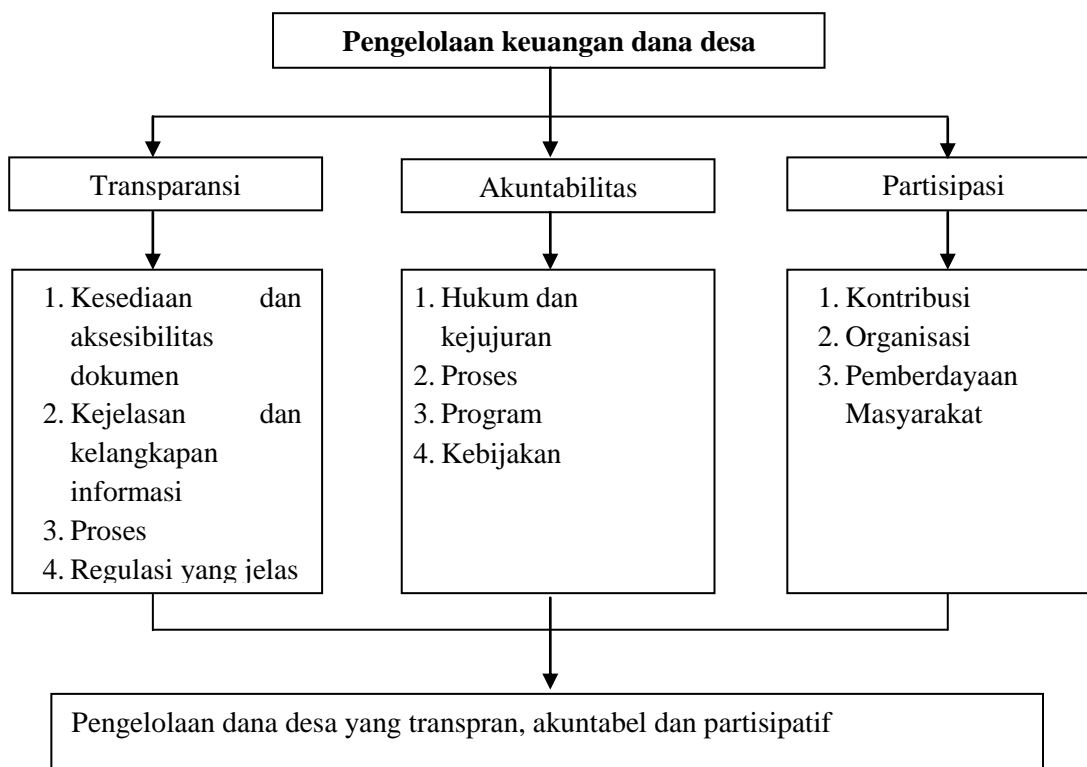 Pengelolaan keuangan dana desa
Transparansi
Akuntabilitas
Partisipasi
1. Kesediaan dan
aksesibilitas
dokumen
2. Kejelasan dan
kelangkapan
informasi
3. Proses
4. Regulasi yang jelas
1. Hukum dan
kejujuran
2. Proses
3. Program
4. Kebijakan
1. Kontribusi
2. Organisasi
3. Pemberdayaan
Masyarakat
Pengelolaan dana desa yang transpran, akuntabel dan partisipatif